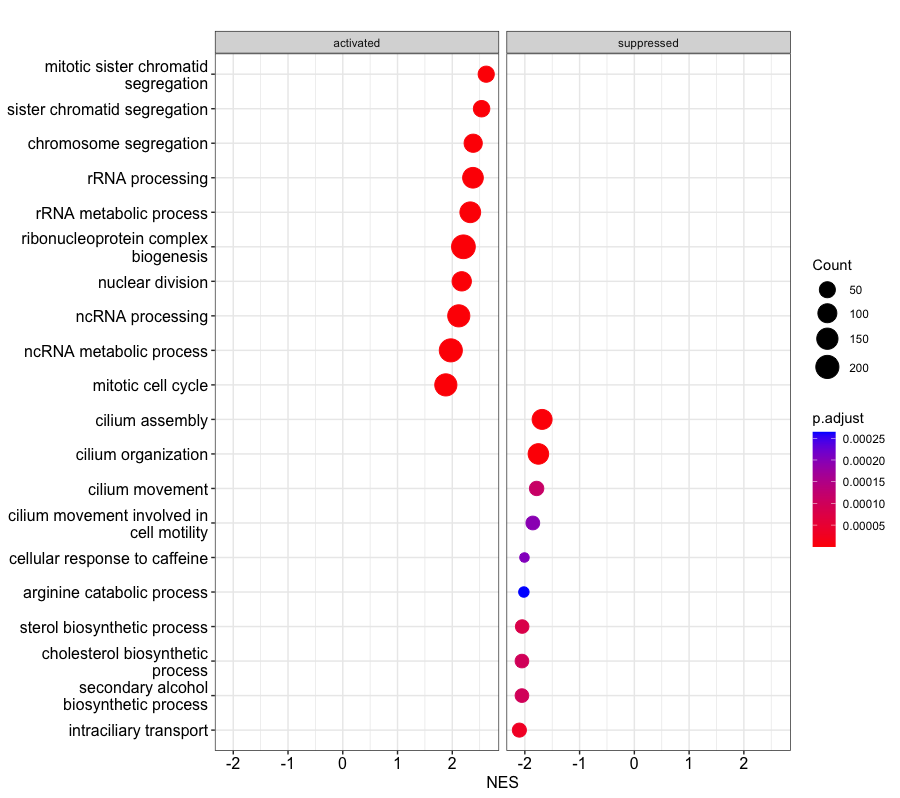 activated
suppressed
mitotic sister chromatid
segregation
sister chromatid segregation
chromosome segregation
rRNA processing
rRNA metabolic process
ribonucleoprotein complex
biogenesis
nuclear division
ncRNA processing
ncRNA metabolic process
mitotic cell cycle
cilium assembly
cilium organization
cilium movement
cilium movement involved in
cell motility
cellular response to caffeine
arginine catabolic process
sterol biosynthetic process
cholesterol biosynthetic
process
secondary alcohol
biosynthetic process
intraciliary transport
-2 -1 0 1 2
-2 -1 0 1 2
NES
Count
50
100
150
200
p.adjust
0.00025
0.00020
0.00015
0.00010
0.00005